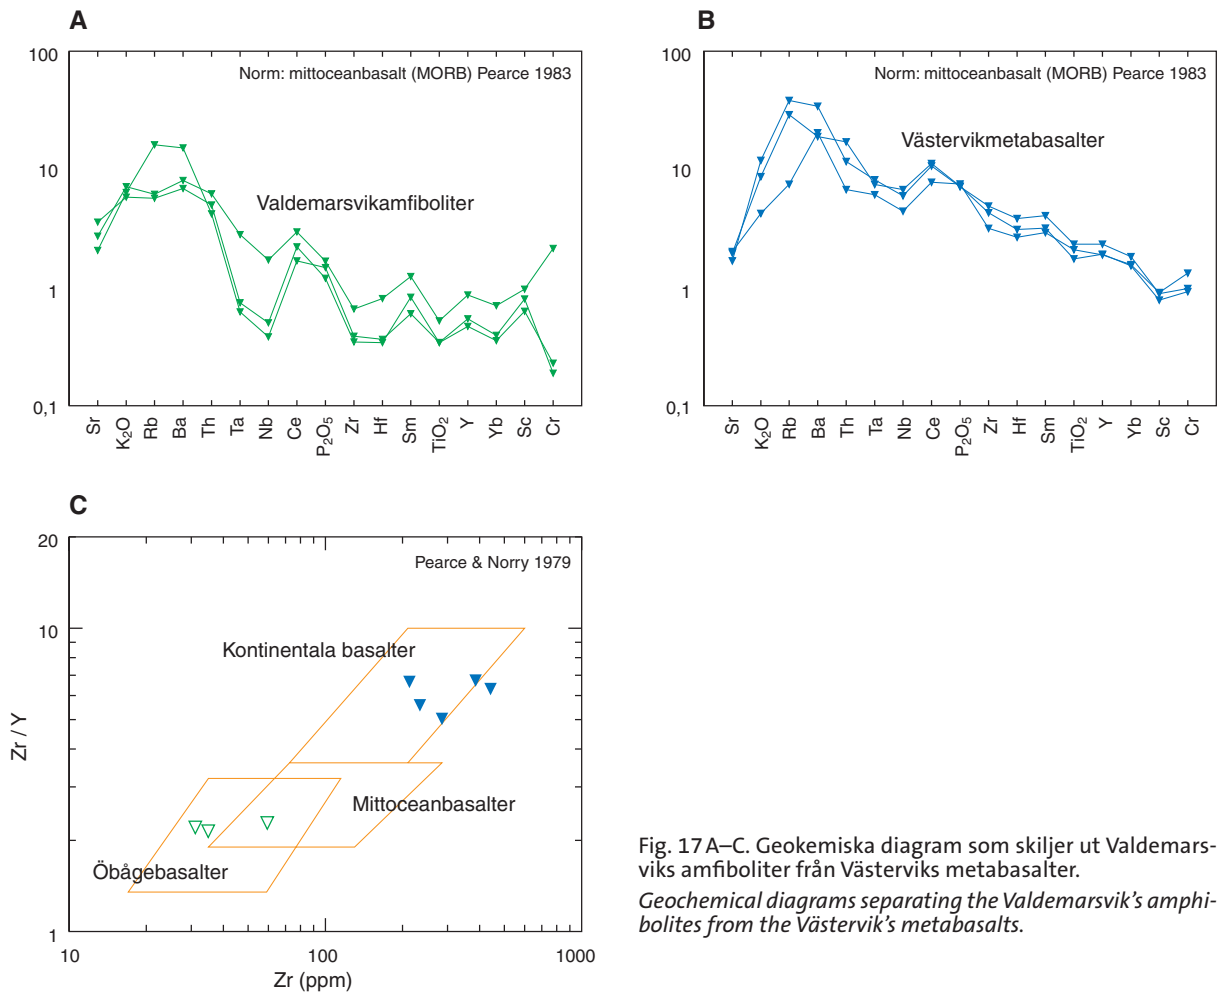 A
100
10
1
0,1
Norm: mittoceanbasalt (MORB) Pearce 1983
Valdemarsvikamfiboliter
Sr
K₂O
Rb
Ba
Th
Ta
Nb
Ce
P₂O₅
Zr
Hf
Sm
TiO₂
Y
Yb
Sc
Cr
B
100
10
1
0,1
Norm: mittoceanbasalt (MORB) Pearce 1983
Västervikmetabasalter
Sr
K₂O
Rb
Ba
Th
Ta
Nb
Ce
P₂O₅
Zr
Hf
Sm
TiO₂
Y
Yb
Sc
Cr
C
20
10
1
Zr / Y
Pearce & Norry 1979
Kontinentala basalter
Mittoceanbasalter
Öbågebasalter
10
100
1000
Zr (ppm)
Fig. 17 A–C. Geokemiska diagram som skiljer ut Valdemars-
viks amfiboliter från Västerviks metabasalter.
Geochemical diagrams separating the Valdemarsvik's amphi-
bolites from the Västervik's metabasalts.